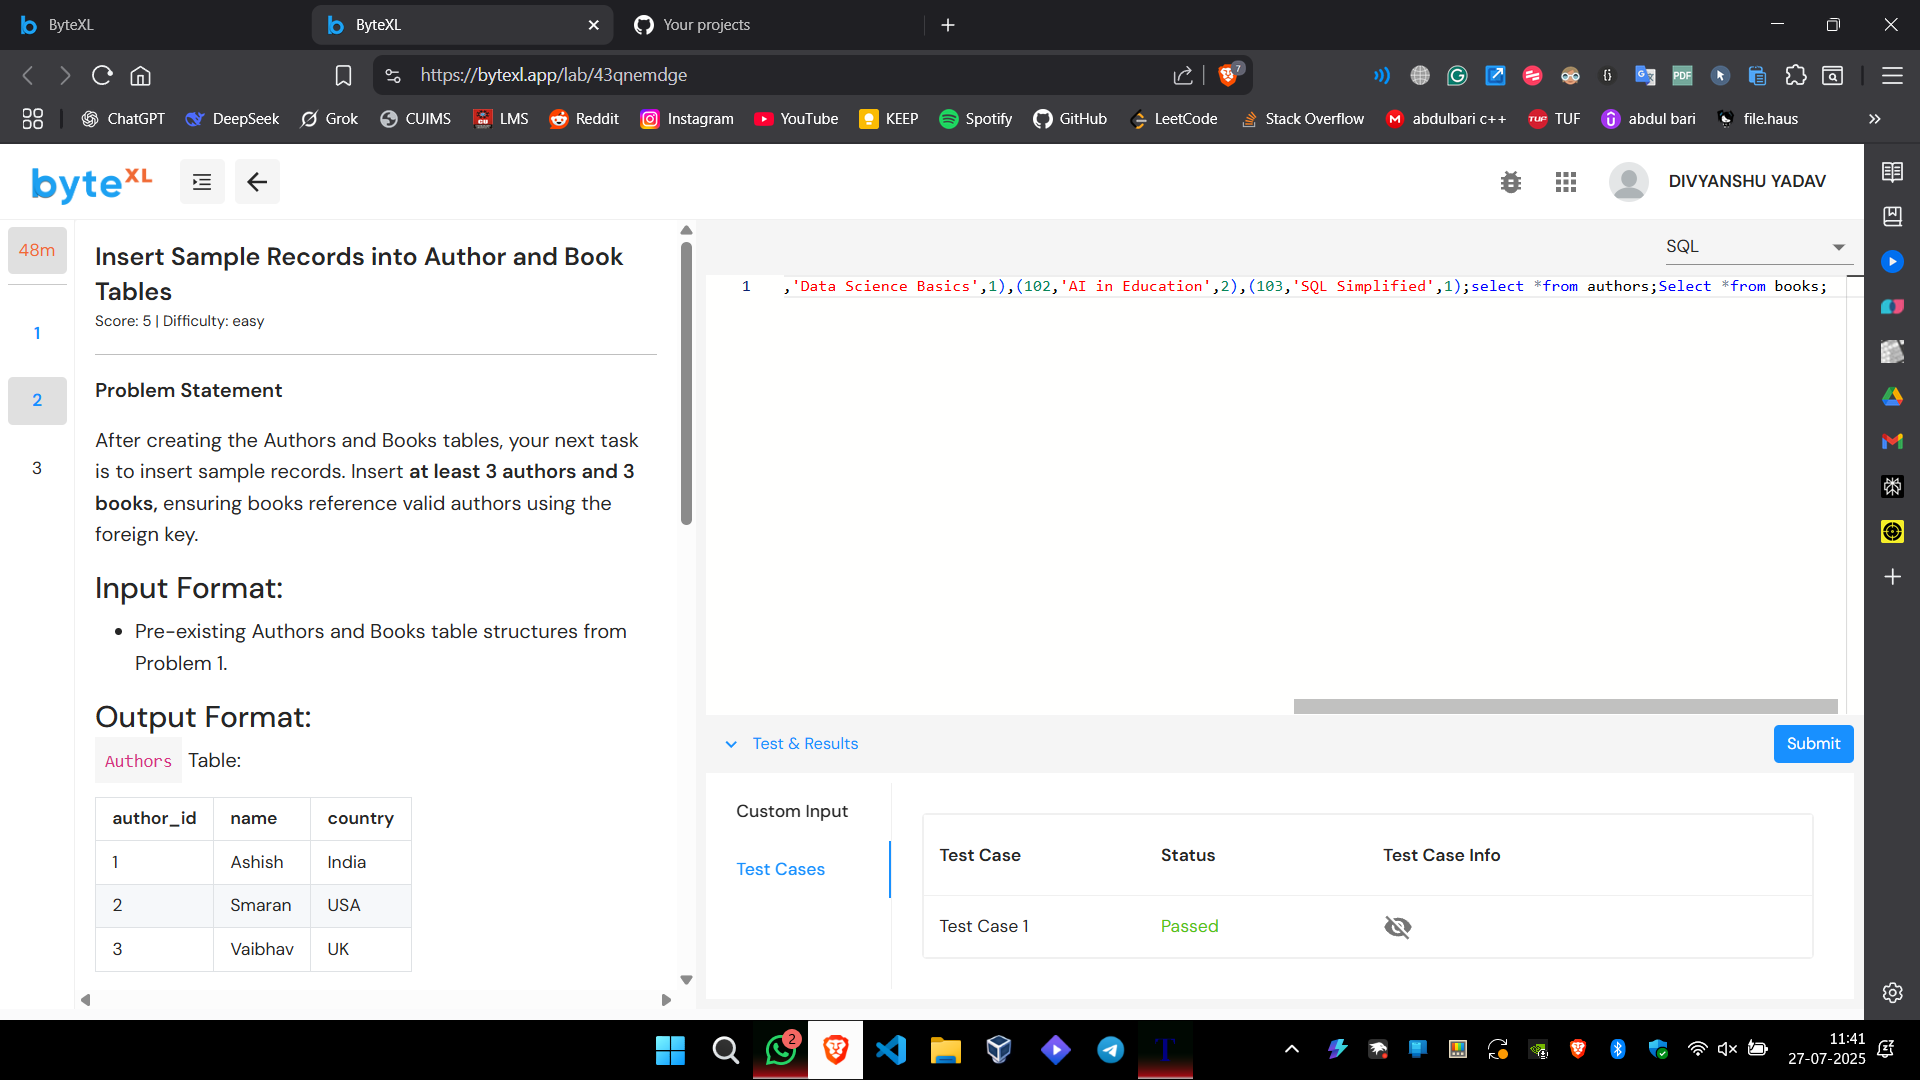 ByteXL
ByteXL
Your projects
https://bytexl.app/lab/43qnemdge
7
ChatGPT
DeepSeek
Grok
CUIMS
LMS
Reddit
Instagram
YouTube
KEEP
Spotify
GitHub
LeetCode
Stack Overflow
abdulbari c++
TUF
abdul bari
file.haus
byteXL
DIVYANSHU YADAV
48m
1
2
3
Insert Sample Records into Author and Book
Tables
Score: 5 | Difficulty: easy
Problem Statement
After creating the Authors and Books tables, your next task
is to insert sample records. Insert at least 3 authors and 3
books, ensuring books reference valid authors using the
foreign key.
Input Format:
Pre-existing Authors and Books table structures from
Problem 1.
Output Format:
Authors Table:
author_id name country
1 Ashish India
2 Smaran USA
3 Vaibhav UK
SQL
1 ,'Data Science Basics',1),(102,'AI in Education',2),(103,'SQL Simplified',1);select *from authors;Select *from books;
Test & Results
Submit
Custom Input
Test Cases
Test Case Status Test Case Info
Test Case 1 Passed
2
11:41
27-07-2025